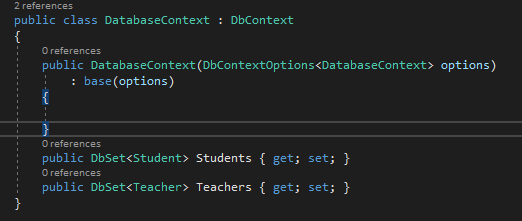 2 references
public class DatabaseContext : DbContext
{
0 references
public DatabaseContext(DbContextOptions<DatabaseContext> options)
: base(options)
{
}
0 references
public DbSet<Student> Students { get; set; }
0 references
public DbSet<Teacher> Teachers { get; set; }
}